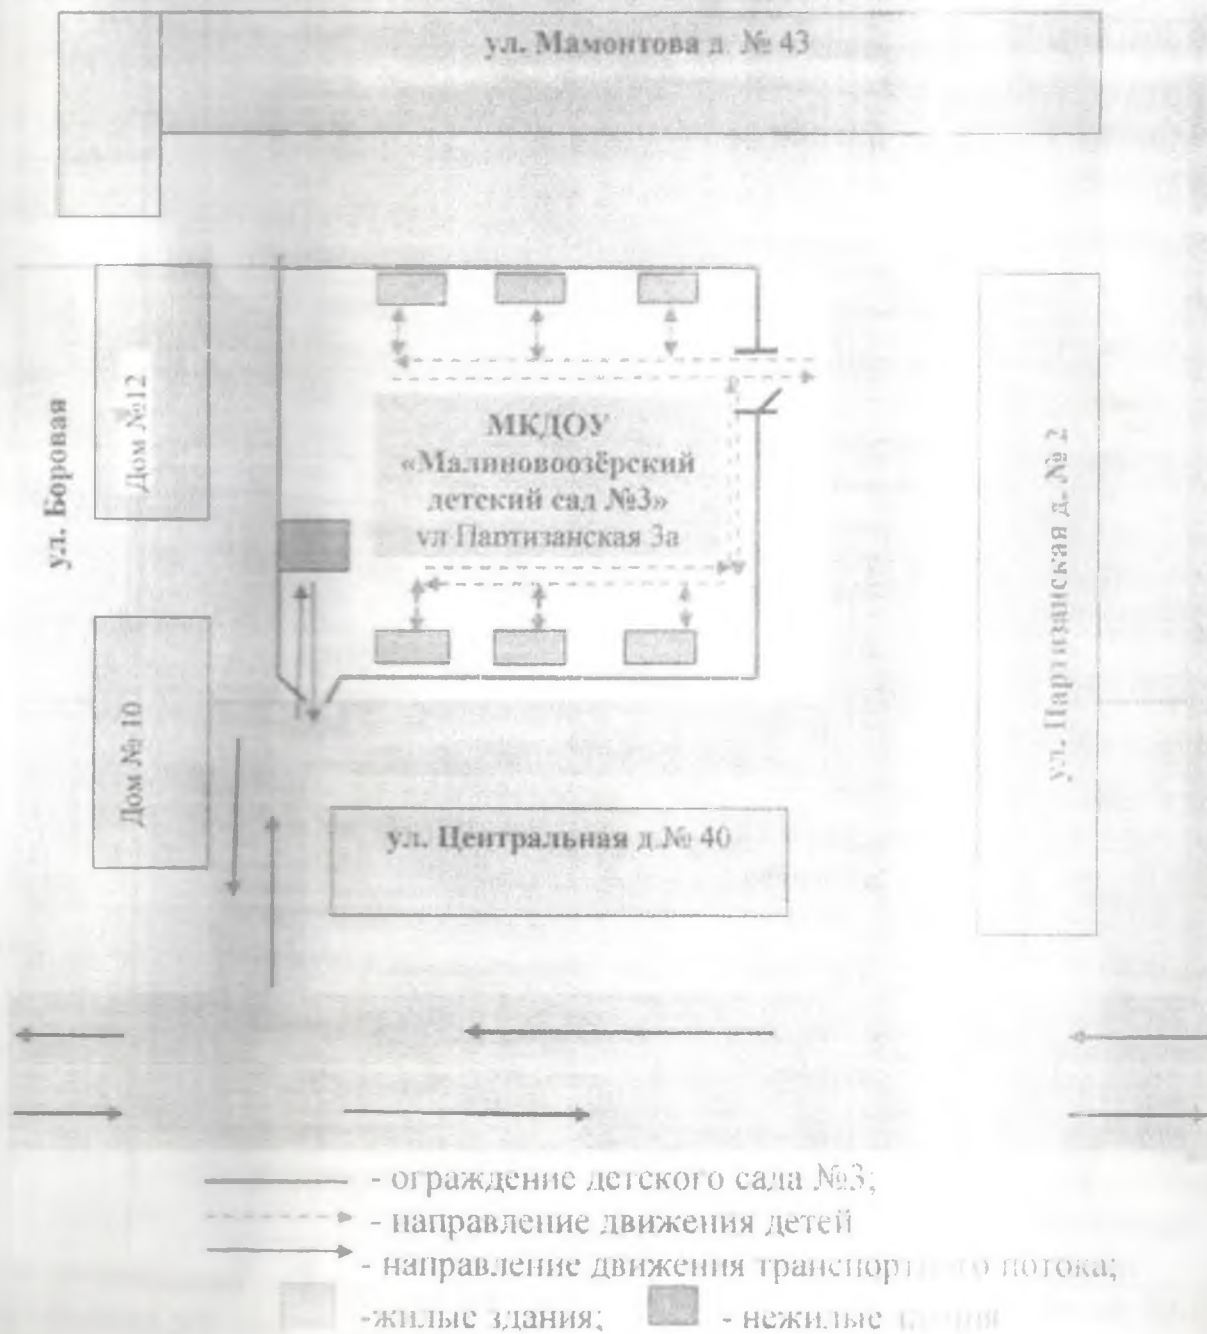 ул. Мамонтова д. № 43
ул. Боровая
Дом №12
МКДОУ
«Малиновоозёрский
детский сад №3»
ул Партизанская 3а
ул. Партизанская д. № 2
Дом № 10
ул. Центральная д.№ 40
- ограждение детского сада №3;
- направление движения детей
- направление движения транспортного потока;
-жилые здания;
- нежилые здания